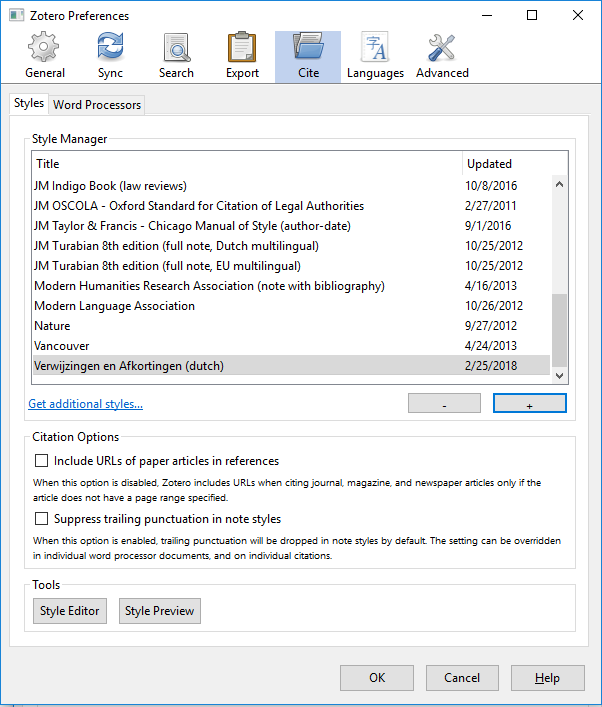 Zotero Preferences
General Sync Search Export Cite Languages Advanced
Styles Word Processors
Style Manager
Title Updated
JM Indigo Book (law reviews) 10/8/2016
JM OSCOLA - Oxford Standard for Citation of Legal Authorities 2/27/2011
JM Taylor & Francis - Chicago Manual of Style (author-date) 9/1/2016
JM Turabian 8th edition (full note, Dutch multilingual) 10/25/2012
JM Turabian 8th edition (full note, EU multilingual) 10/25/2012
Modern Humanities Research Association (note with bibliography) 4/16/2013
Modern Language Association 10/26/2012
Nature 9/27/2012
Vancouver 4/24/2013
Verwijzingen en Afkortingen (dutch) 2/25/2018
Get additional styles... - +
Citation Options
Include URLs of paper articles in references
When this option is disabled, Zotero includes URLs when citing journal, magazine, and newspaper articles only if the
article does not have a page range specified.
Suppress trailing punctuation in note styles
When this option is enabled, trailing punctuation will be dropped in note styles by default. The setting can be overridden
in individual word processor documents, and on individual citations.
Tools
Style Editor Style Preview
OK Cancel Help